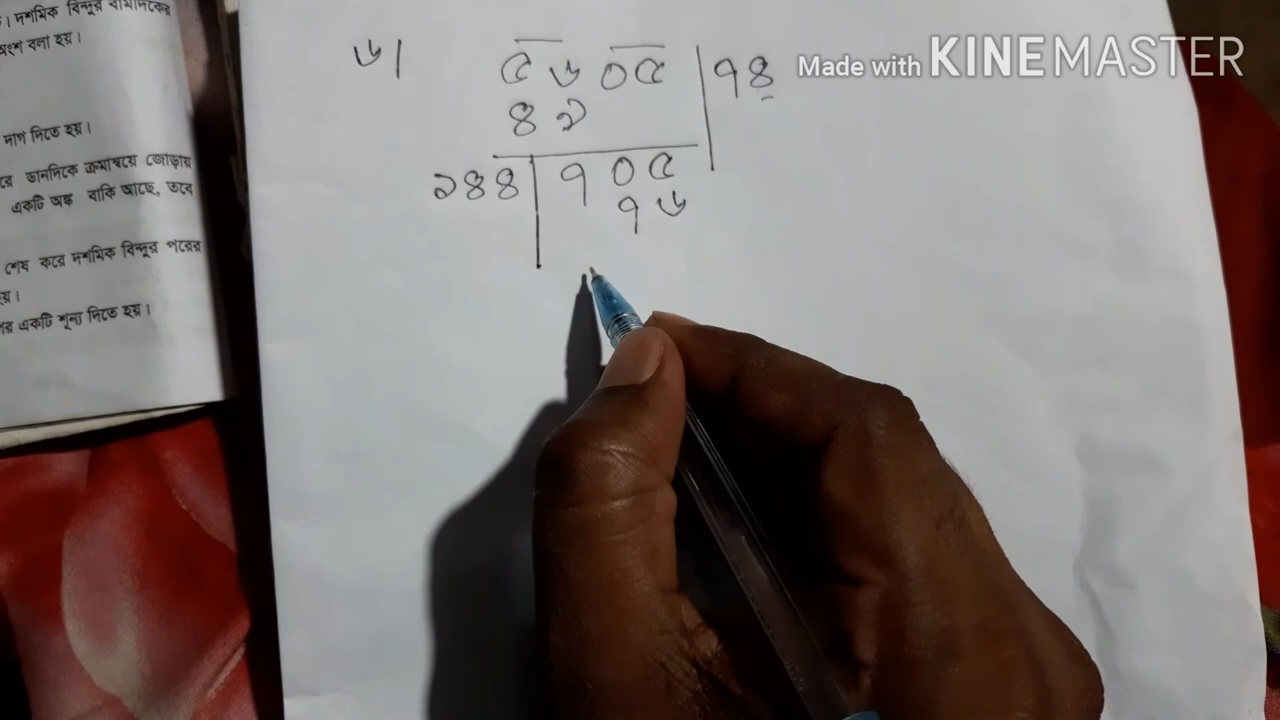 । দশমিক বিন্দুর বামদিকের
অংশ বলা হয়।
দাগ দিতে হয়।
রে ডানদিকে ক্রমান্বয়ে জোড়ায়
একটি অঙ্ক বাকি আছে, তবে
শেষ করে দশমিক বিন্দুর পরের
য়।
পর একটি শূন্য দিতে হয়।
৬। ৫৬০৫ ৭৪
৪৯
১৪৪ ৭০৫
৭৬
Made with KINEMASTER